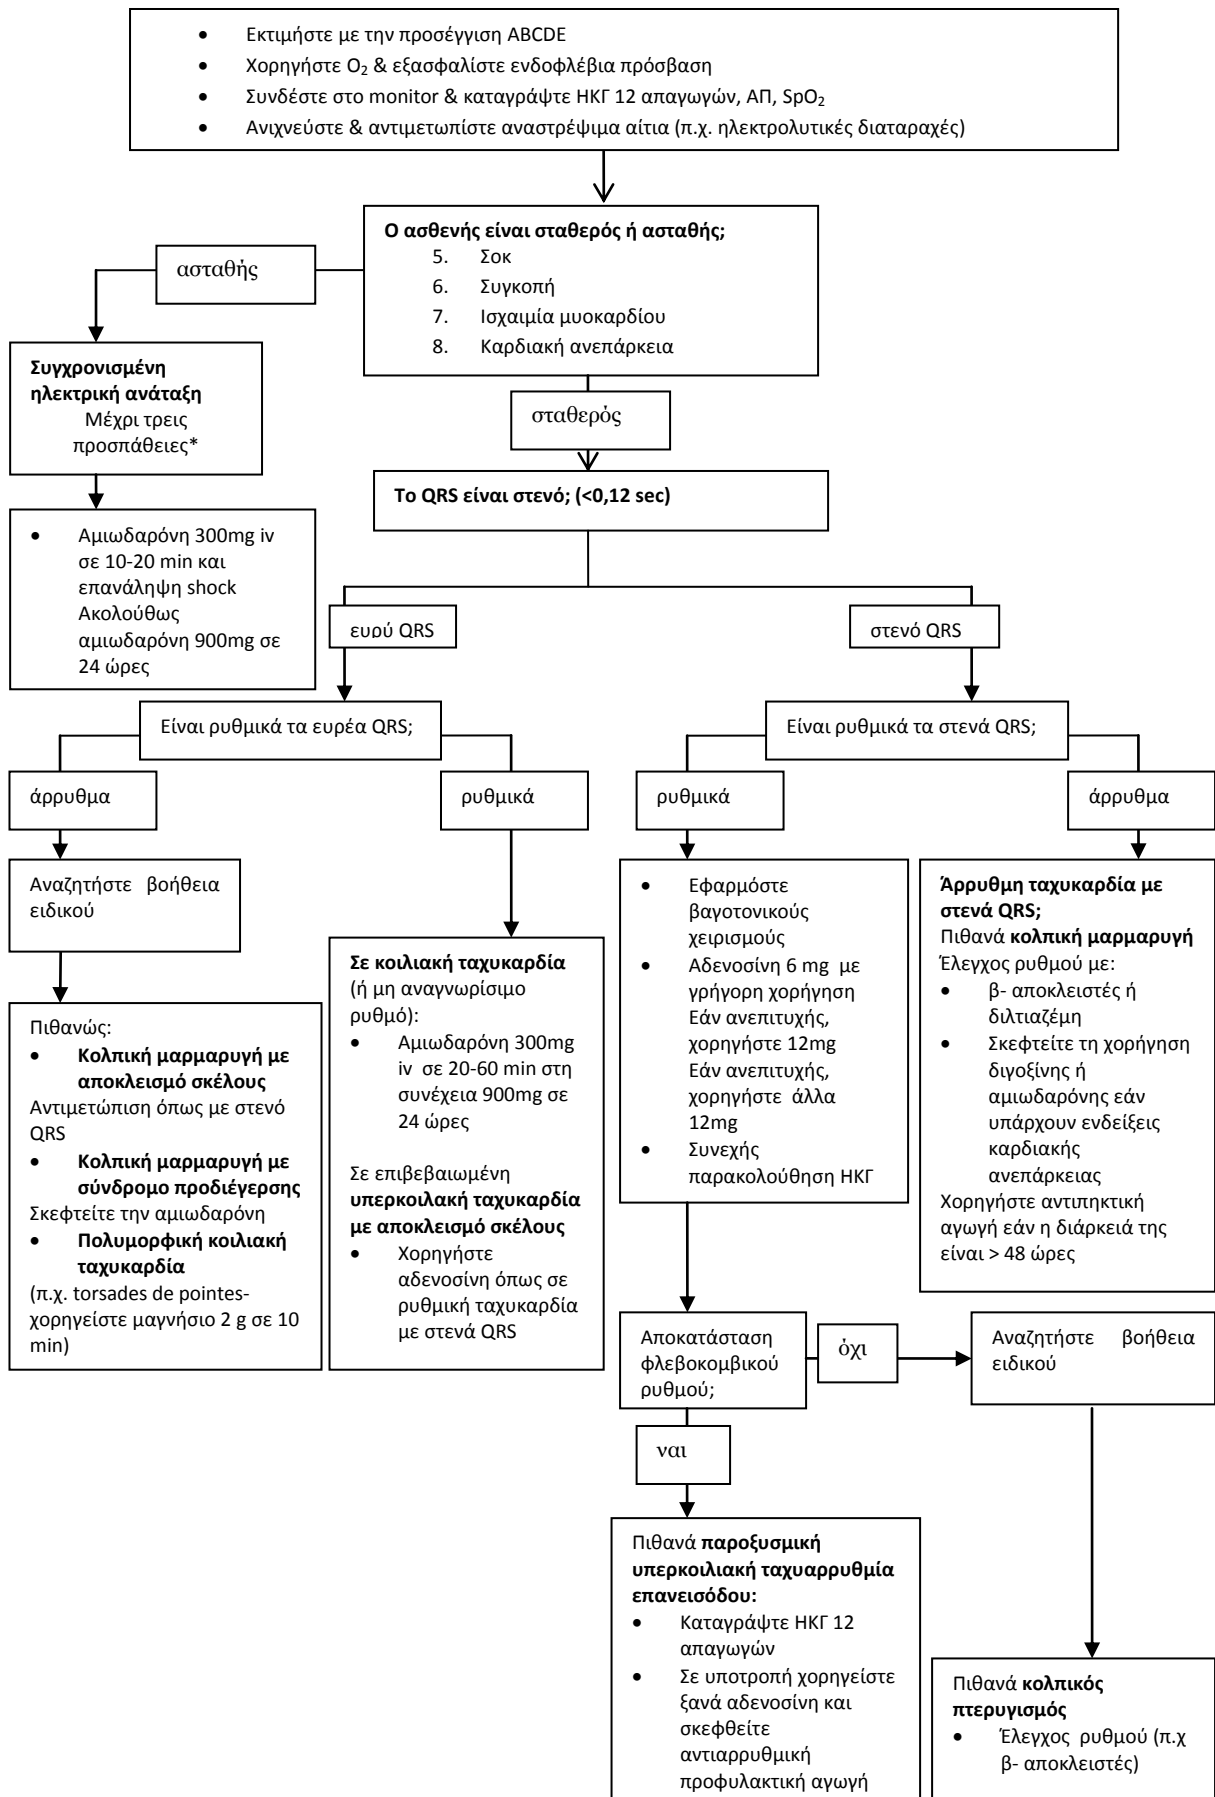 • Εκτιμήστε με την προσέγγιση ABCDE
• Χορηγήστε O₂ & εξασφαλίστε ενδοφλέβια πρόσβαση
• Συνδέστε στο monitor & καταγράψτε ΗΚΓ 12 απαγωγών, ΑΠ, SpO₂
• Ανιχνεύστε & αντιμετωπίστε αναστρέψιμα αίτια (π.χ. ηλεκτρολυτικές διαταραχές)
Ο ασθενής είναι σταθερός ή ασταθής;
5. Σοκ
6. Συγκοπή
7. Ισχαιμία μυοκαρδίου
8. Καρδιακή ανεπάρκεια
ασταθής
Συγχρονισμένη
ηλεκτρική ανάταξη
Μέχρι τρεις
προσπάθειες*
• Αμιωδαρόνη 300mg iv
σε 10-20 min και
επανάληψη shock
Ακολούθως
αμιωδαρόνη 900mg σε
24 ώρες
σταθερός
Το QRS είναι στενό; (<0,12 sec)
ευρύ QRS
στενό QRS
Είναι ρυθμικά τα ευρέα QRS;
Είναι ρυθμικά τα στενά QRS;
άρρυθμα
ρυθμικά
ρυθμικά
άρρυθμα
Αναζητήστε βοήθεια
ειδικού
Πιθανώς:
• Κολπική μαρμαρυγή με
αποκλεισμό σκέλους
Αντιμετώπιση όπως με στενό
QRS
• Κολπική μαρμαρυγή με
σύνδρομο προδιέγερσης
Σκεφτείτε την αμιωδαρόνη
• Πολυμορφική κοιλιακή
ταχυκαρδία
(π.χ. torsades de pointes-
χορηγείστε μαγνήσιο 2 g σε 10
min)
Σε κοιλιακή ταχυκαρδία
(ή μη αναγνωρίσιμο
ρυθμό):
• Αμιωδαρόνη 300mg
iv σε 20-60 min στη
συνέχεια 900mg σε
24 ώρες
Σε επιβεβαιωμένη
υπερκοιλακή ταχυκαρδία
με αποκλεισμό σκέλους
• Χορηγήστε
αδενοσίνη όπως σε
ρυθμική ταχυκαρδία
με στενά QRS
• Εφαρμόστε
βαγοτονικούς
χειρισμούς
• Αδενοσίνη 6 mg με
γρήγορη χορήγηση
Εάν ανεπιτυχής,
χορηγήστε 12mg
Εάν ανεπιτυχής,
χορηγήστε άλλα
12mg
• Συνεχής
παρακολούθηση ΗΚΓ
Άρρυθμη ταχυκαρδία με
στενά QRS;
Πιθανά κολπική μαρμαρυγή
Έλεγχος ρυθμού με:
• β- αποκλειστές ή
διλτιαζέμη
• Σκεφτείτε τη χορήγηση
διγοξίνης ή
αμιωδαρόνης εάν
υπάρχουν ενδείξεις
καρδιακής
ανεπάρκειας
Χορηγήστε αντιπηκτική
αγωγή εάν η διάρκειά της
είναι > 48 ώρες
Αποκατάσταση
φλεβοκομβικού
ρυθμού;
όχι
Αναζητήστε βοήθεια
ειδικού
ναι
Πιθανά παροξυσμική
υπερκοιλιακή ταχυαρρυθμία
επανεισόδου:
• Καταγράψτε ΗΚΓ 12
απαγωγών
• Σε υποτροπή χορηγείστε
ξανά αδενοσίνη και
σκεφθείτε
αντιαρρυθμική
προφυλακτική αγωγή
Πιθανά κολπικός
πτερυγισμός
• Έλεγχος ρυθμού (π.χ
β- αποκλειστές)